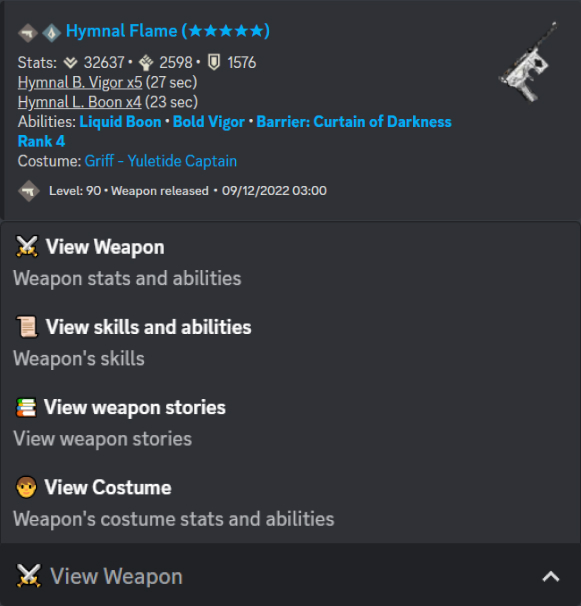 Hymnal Flame (★★★★★)
Stats: 32637 • 2598 • 1576
Hymnal B. Vigor x5 (27 sec)
Hymnal L. Boon x4 (23 sec)
Abilities: Liquid Boon • Bold Vigor • Barrier: Curtain of Darkness
Rank 4
Costume: Griff - Yuletide Captain
Level: 90 • Weapon released • 09/12/2022 03:00
View Weapon
Weapon stats and abilities
View skills and abilities
Weapon's skills
View weapon stories
View weapon stories
View Costume
Weapon's costume stats and abilities
View Weapon